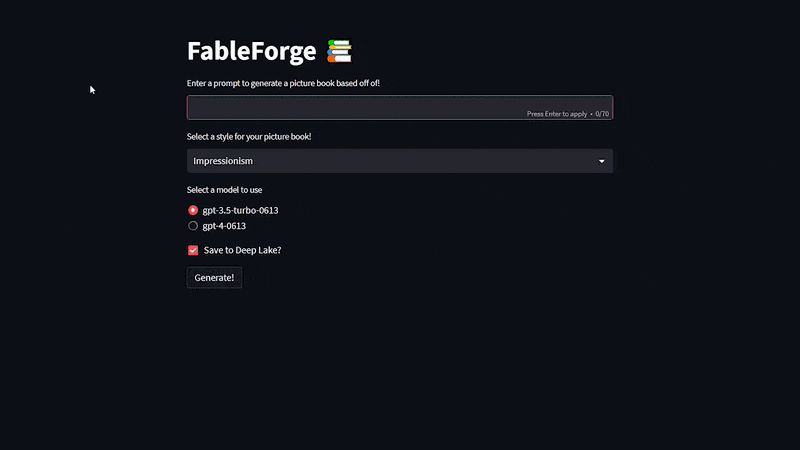 FableForge
Enter a prompt to generate a picture book based off of!
Press Enter to apply • 0/70
Select a style for your picture book!
Impressionism
Select a model to use
gpt-3.5-turbo-0613
gpt-4-0613
Save to Deep Lake?
Generate!